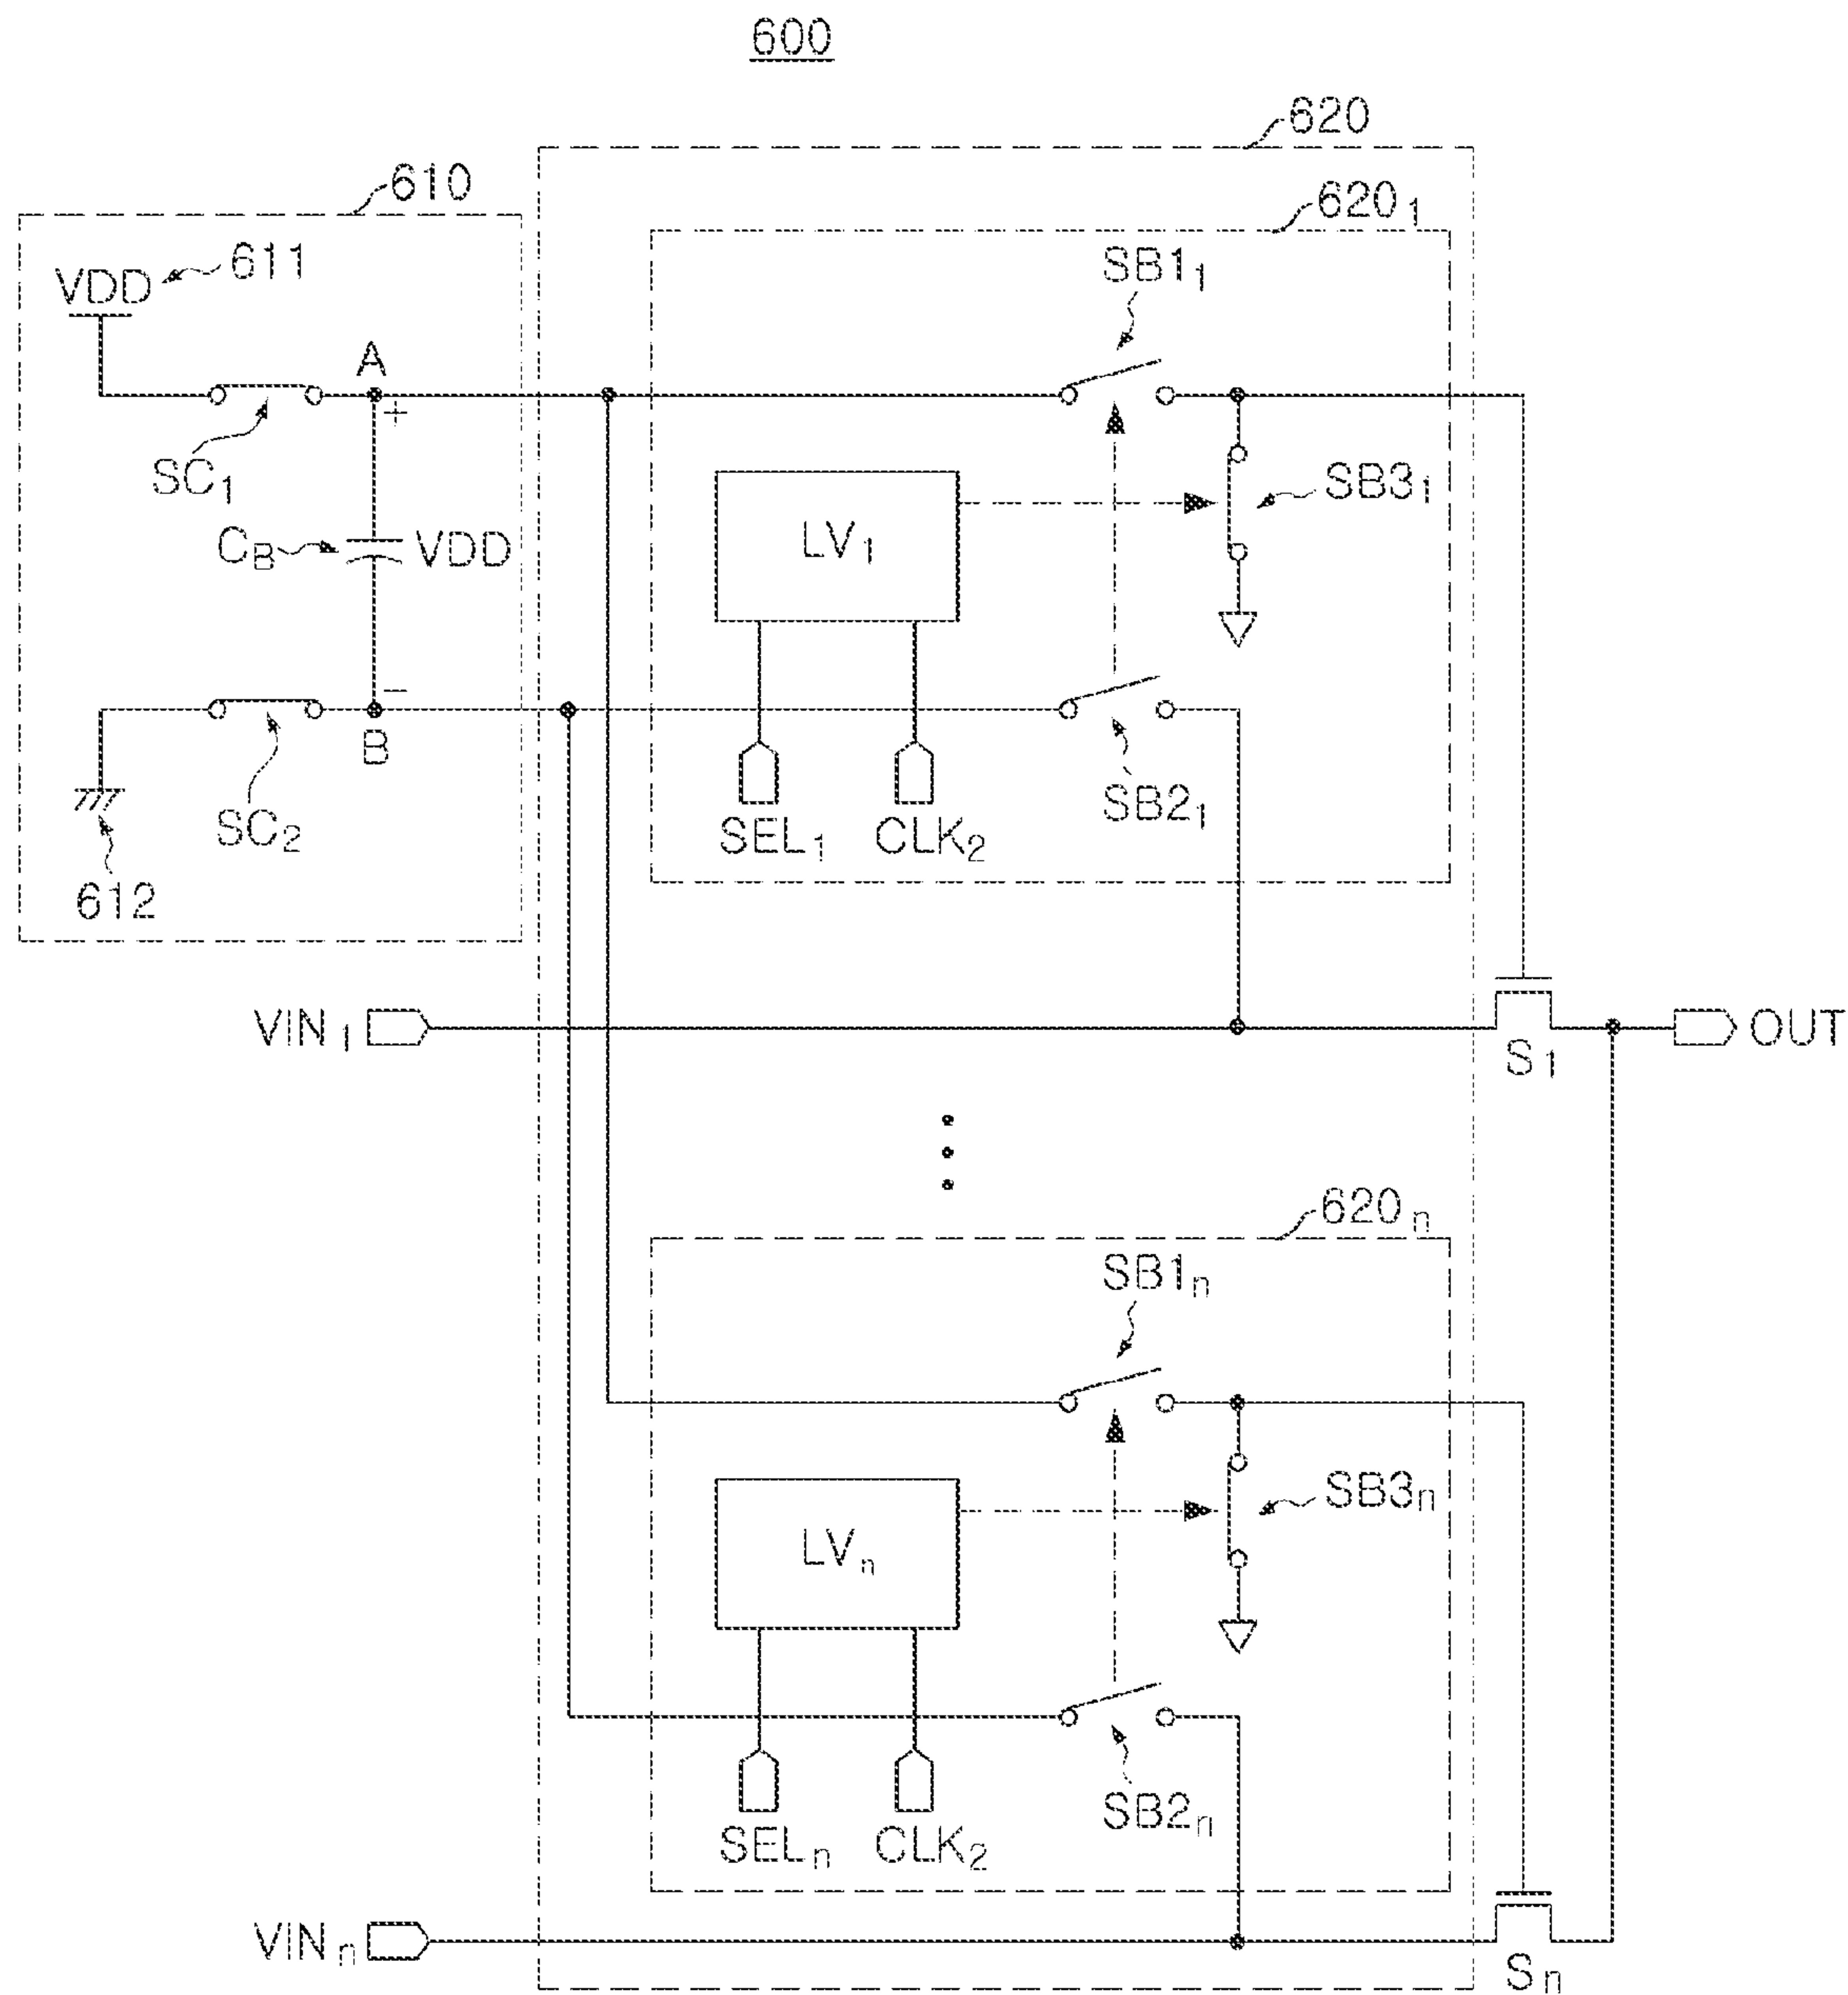 600
620
610
620₁
611
VDD
SB1₁
A
+
SC₁
SB3₁
LV₁
C_B
VDD
−
B
SC₂
SB2₁
SEL₁
CLK₂
612
VIN₁
OUT
S₁
620ₙ
SB1ₙ
SB3ₙ
LVₙ
SB2ₙ
SELₙ
CLK₂
VINₙ
Sₙ